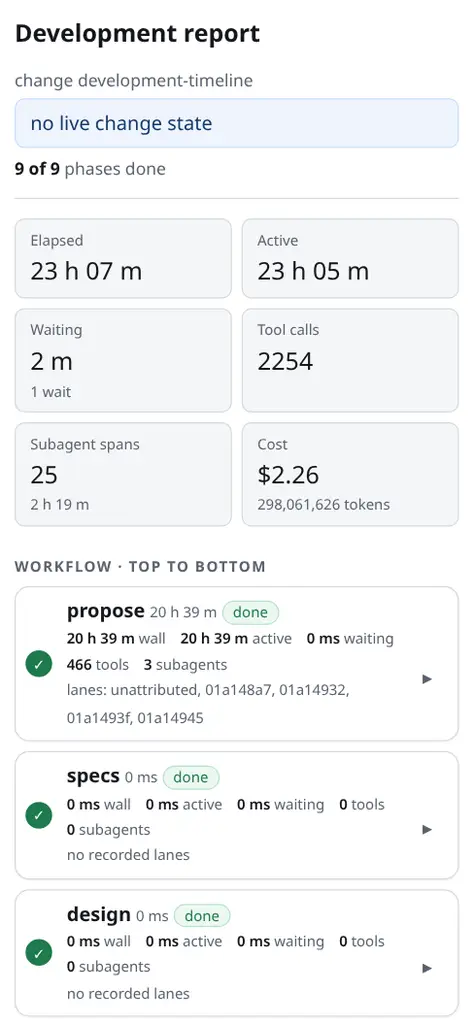 Development report
change development-timeline
no live change state
9 of 9 phases done
Elapsed
23 h 07 m
Active
23 h 05 m
Waiting
2 m
1 wait
Tool calls
2254
Subagent spans
25
2 h 19 m
Cost
$2.26
298,061,626 tokens
WORKFLOW · TOP TO BOTTOM
propose 20 h 39 m done
20 h 39 m wall 20 h 39 m active 0 ms waiting
466 tools 3 subagents
lanes: unattributed, 01a148a7, 01a14932,
01a1493f, 01a14945
specs 0 ms done
0 ms wall 0 ms active 0 ms waiting 0 tools
0 subagents
no recorded lanes
design 0 ms done
0 ms wall 0 ms active 0 ms waiting 0 tools
0 subagents
no recorded lanes